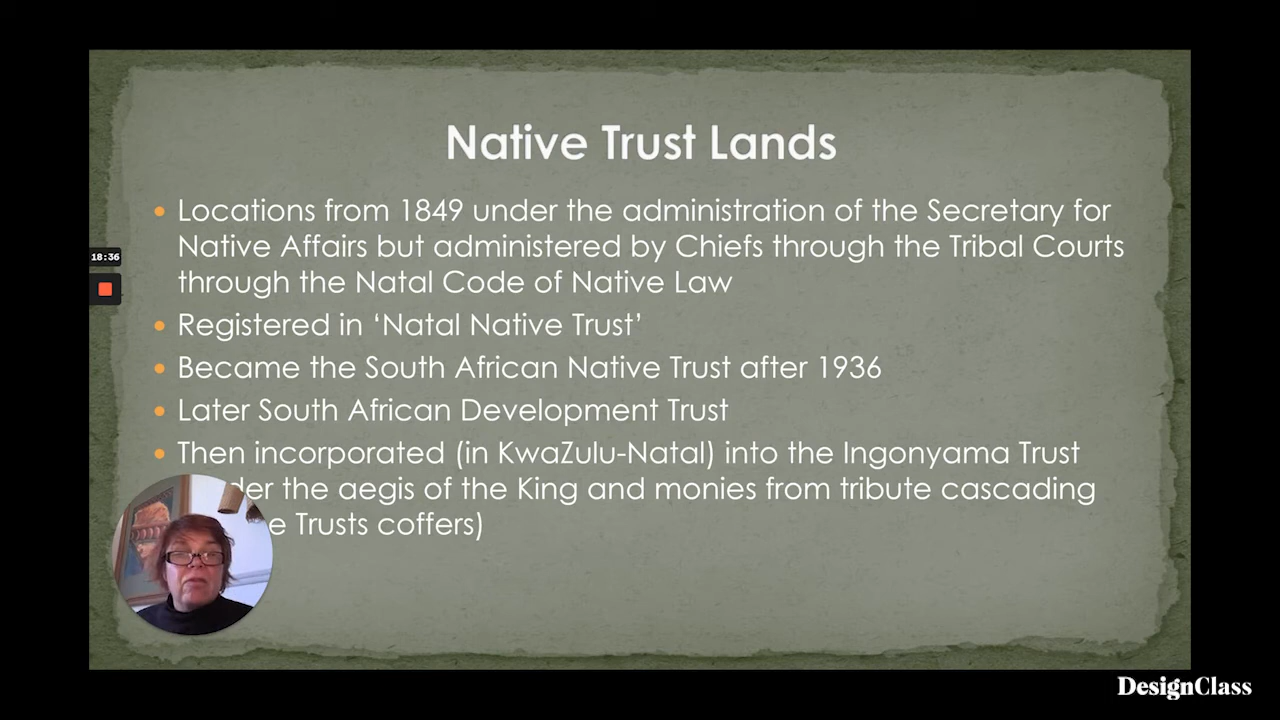 Native Trust Lands
Locations from 1849 under the administration of the Secretary for
Native Affairs but administered by Chiefs through the Tribal Courts
through the Natal Code of Native Law
Registered in ‘Natal Native Trust’
18:36
Became the South African Native Trust after 1936
Later South African Development Trust
Then incorporated (in KwaZulu-Natal) into the Ingonyama Trust
the aegis of the King and monies from tribute cascading
Trusts coffers)
DesignClass